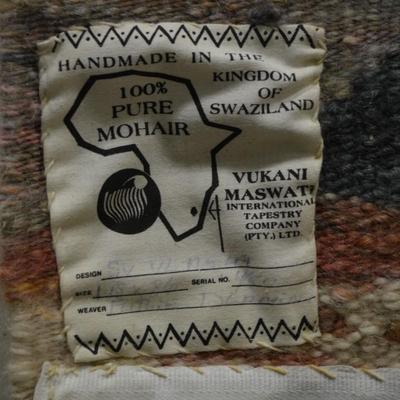 HANDMADE IN THE
KINGDOM
OF
SWAZILAND
100%
PURE
MOHAIR
VUKANI
MASWATI
INTERNATIONAL
TAPESTRY
COMPANY
(PTY.) LTD.
DESIGN
SIZE SERIAL NO.
WEAVER